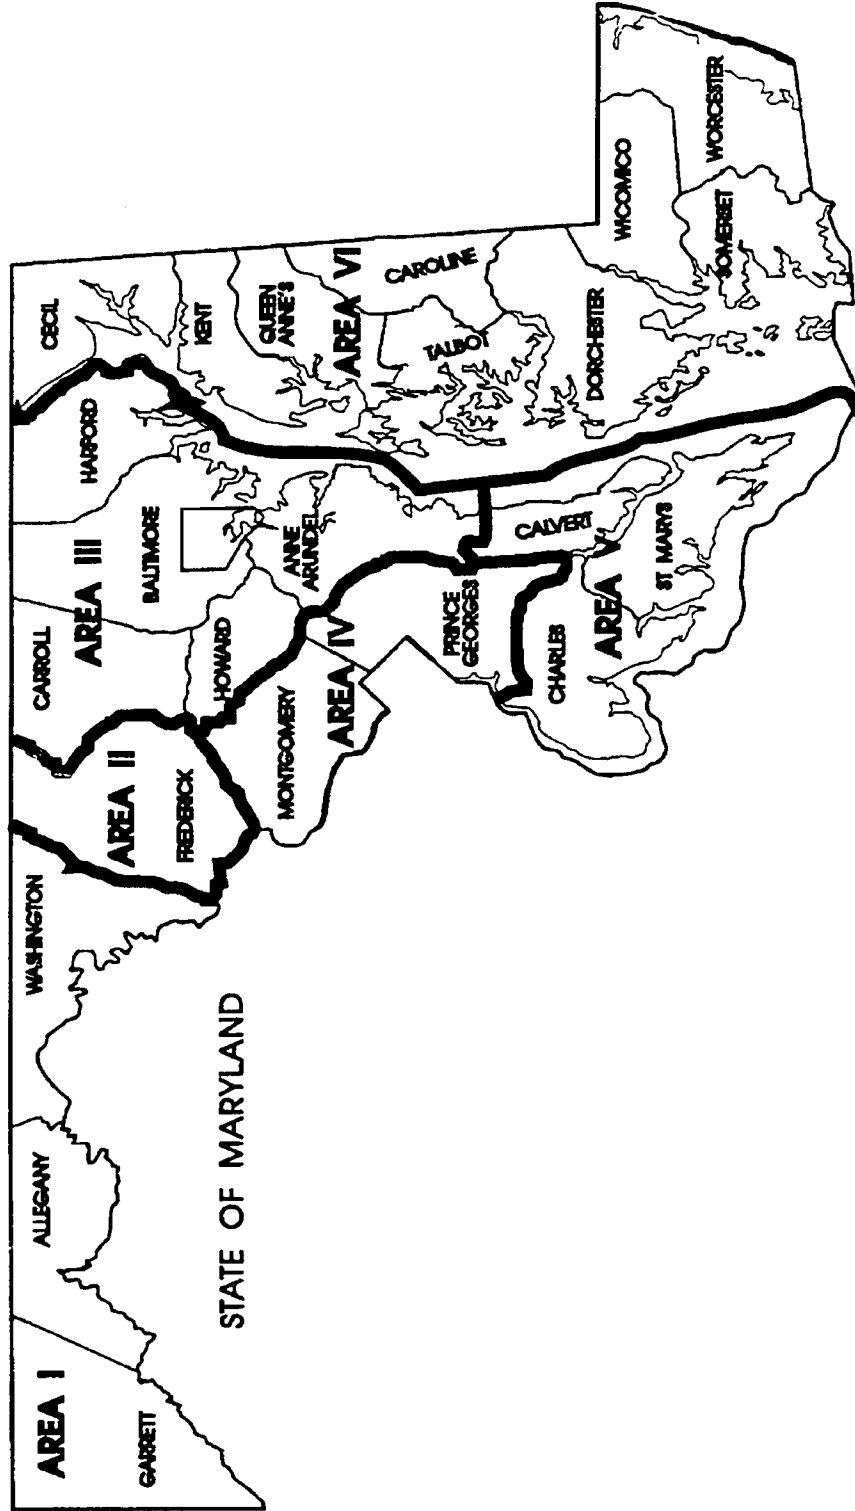 AREA I
GARRETT
ALLEGANY
WASHINGTON
STATE OF MARYLAND
AREA II
FREDERICK
CARROLL
AREA III
BALTIMORE
HARFORD
HOWARD
ANNE
ARUNDEL
MONTGOMERY
AREA IV
PRINCE
GEORGES
CALVERT
CHARLES
AREA V
ST MARYS
CECIL
KENT
QUEEN
ANNE'S
AREA VI
CAROLINE
TALBOT
DORCHESTER
WICOMICO
SOMERSET
WORCESTER